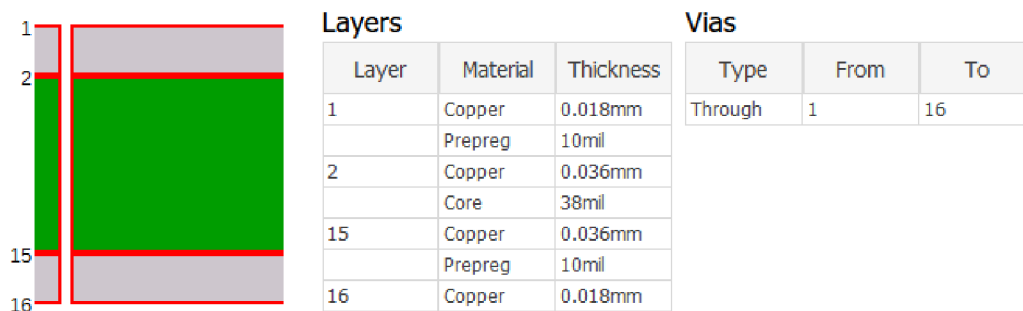 1
2
15
16
Layers
Layer Material Thickness
1 Copper 0.018mm
Prepreg 10mil
2 Copper 0.036mm
Core 38mil
15 Copper 0.036mm
Prepreg 10mil
16 Copper 0.018mm
Vias
Type From To
Through 1 16